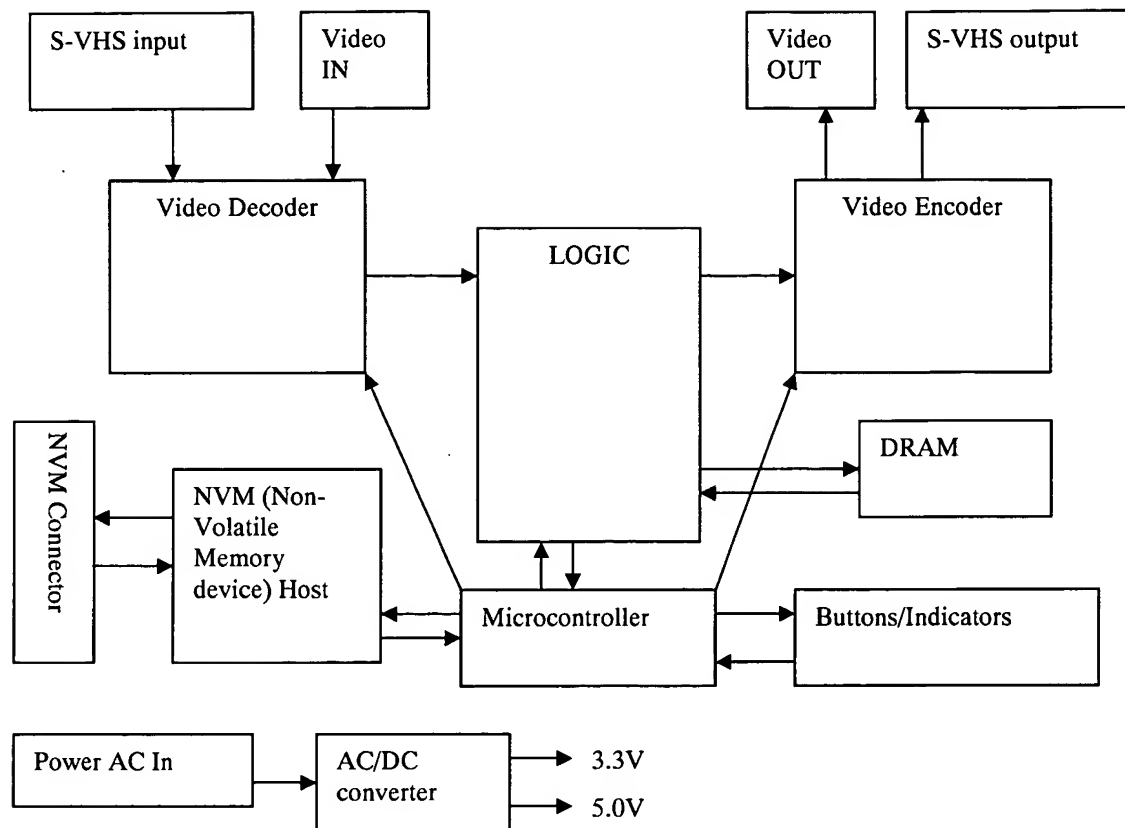 S-VHS input
Video
IN
Video
OUT
S-VHS output
Video Decoder
LOGIC
Video Encoder
NVM Connector
NVM (Non-
Volatile
Memory
device) Host
DRAM
Microcontroller
Buttons/Indicators
Power AC In
AC/DC
converter
3.3V
5.0V